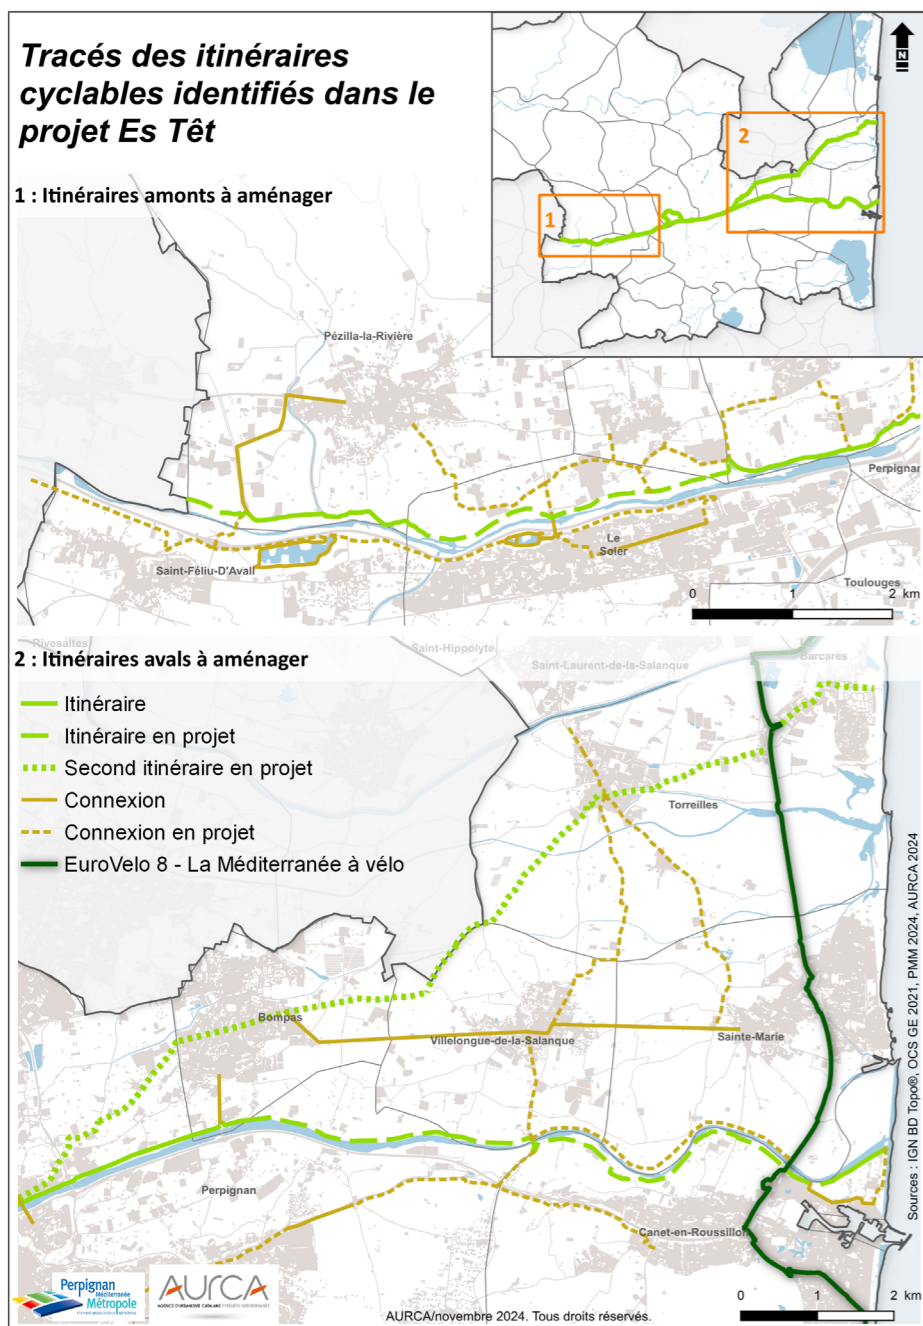 Tracés des itinéraires
cyclables identifiés dans le
projet Es Têt
N
2
1
1 : Itinéraires amonts à aménager
Pézilla-la-Rivière
Perpignan
Le
Soler
Saint-Féliu-D'Avall
Toulouges
0 1 2 km
Rivesaltes
Saint-Hippolyte
Saint-Laurent-de-la-Salanque
Barcarès
2 : Itinéraires avals à aménager
Itinéraire
Itinéraire en projet
Second itinéraire en projet
Connexion
Connexion en projet
EuroVelo 8 - La Méditerranée à vélo
Torreilles
Bompas
Villelongue-de-la-Salanque
Sainte-Marie
Perpignan
Canet-en-Roussillon
Sources : IGN BD Topo®, OCS GE 2021, PMM 2024, AURCA 2024
Perpignan
Méditerranée
Métropole
AURCA
AGENCE D'URBANISME CATALANE PYRÉNÉES MÉDITERRANÉE
AURCA/novembre 2024. Tous droits réservés.
0 1 2 km